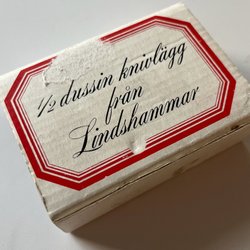 ½ dussin knivlägg
från
Lindshammar